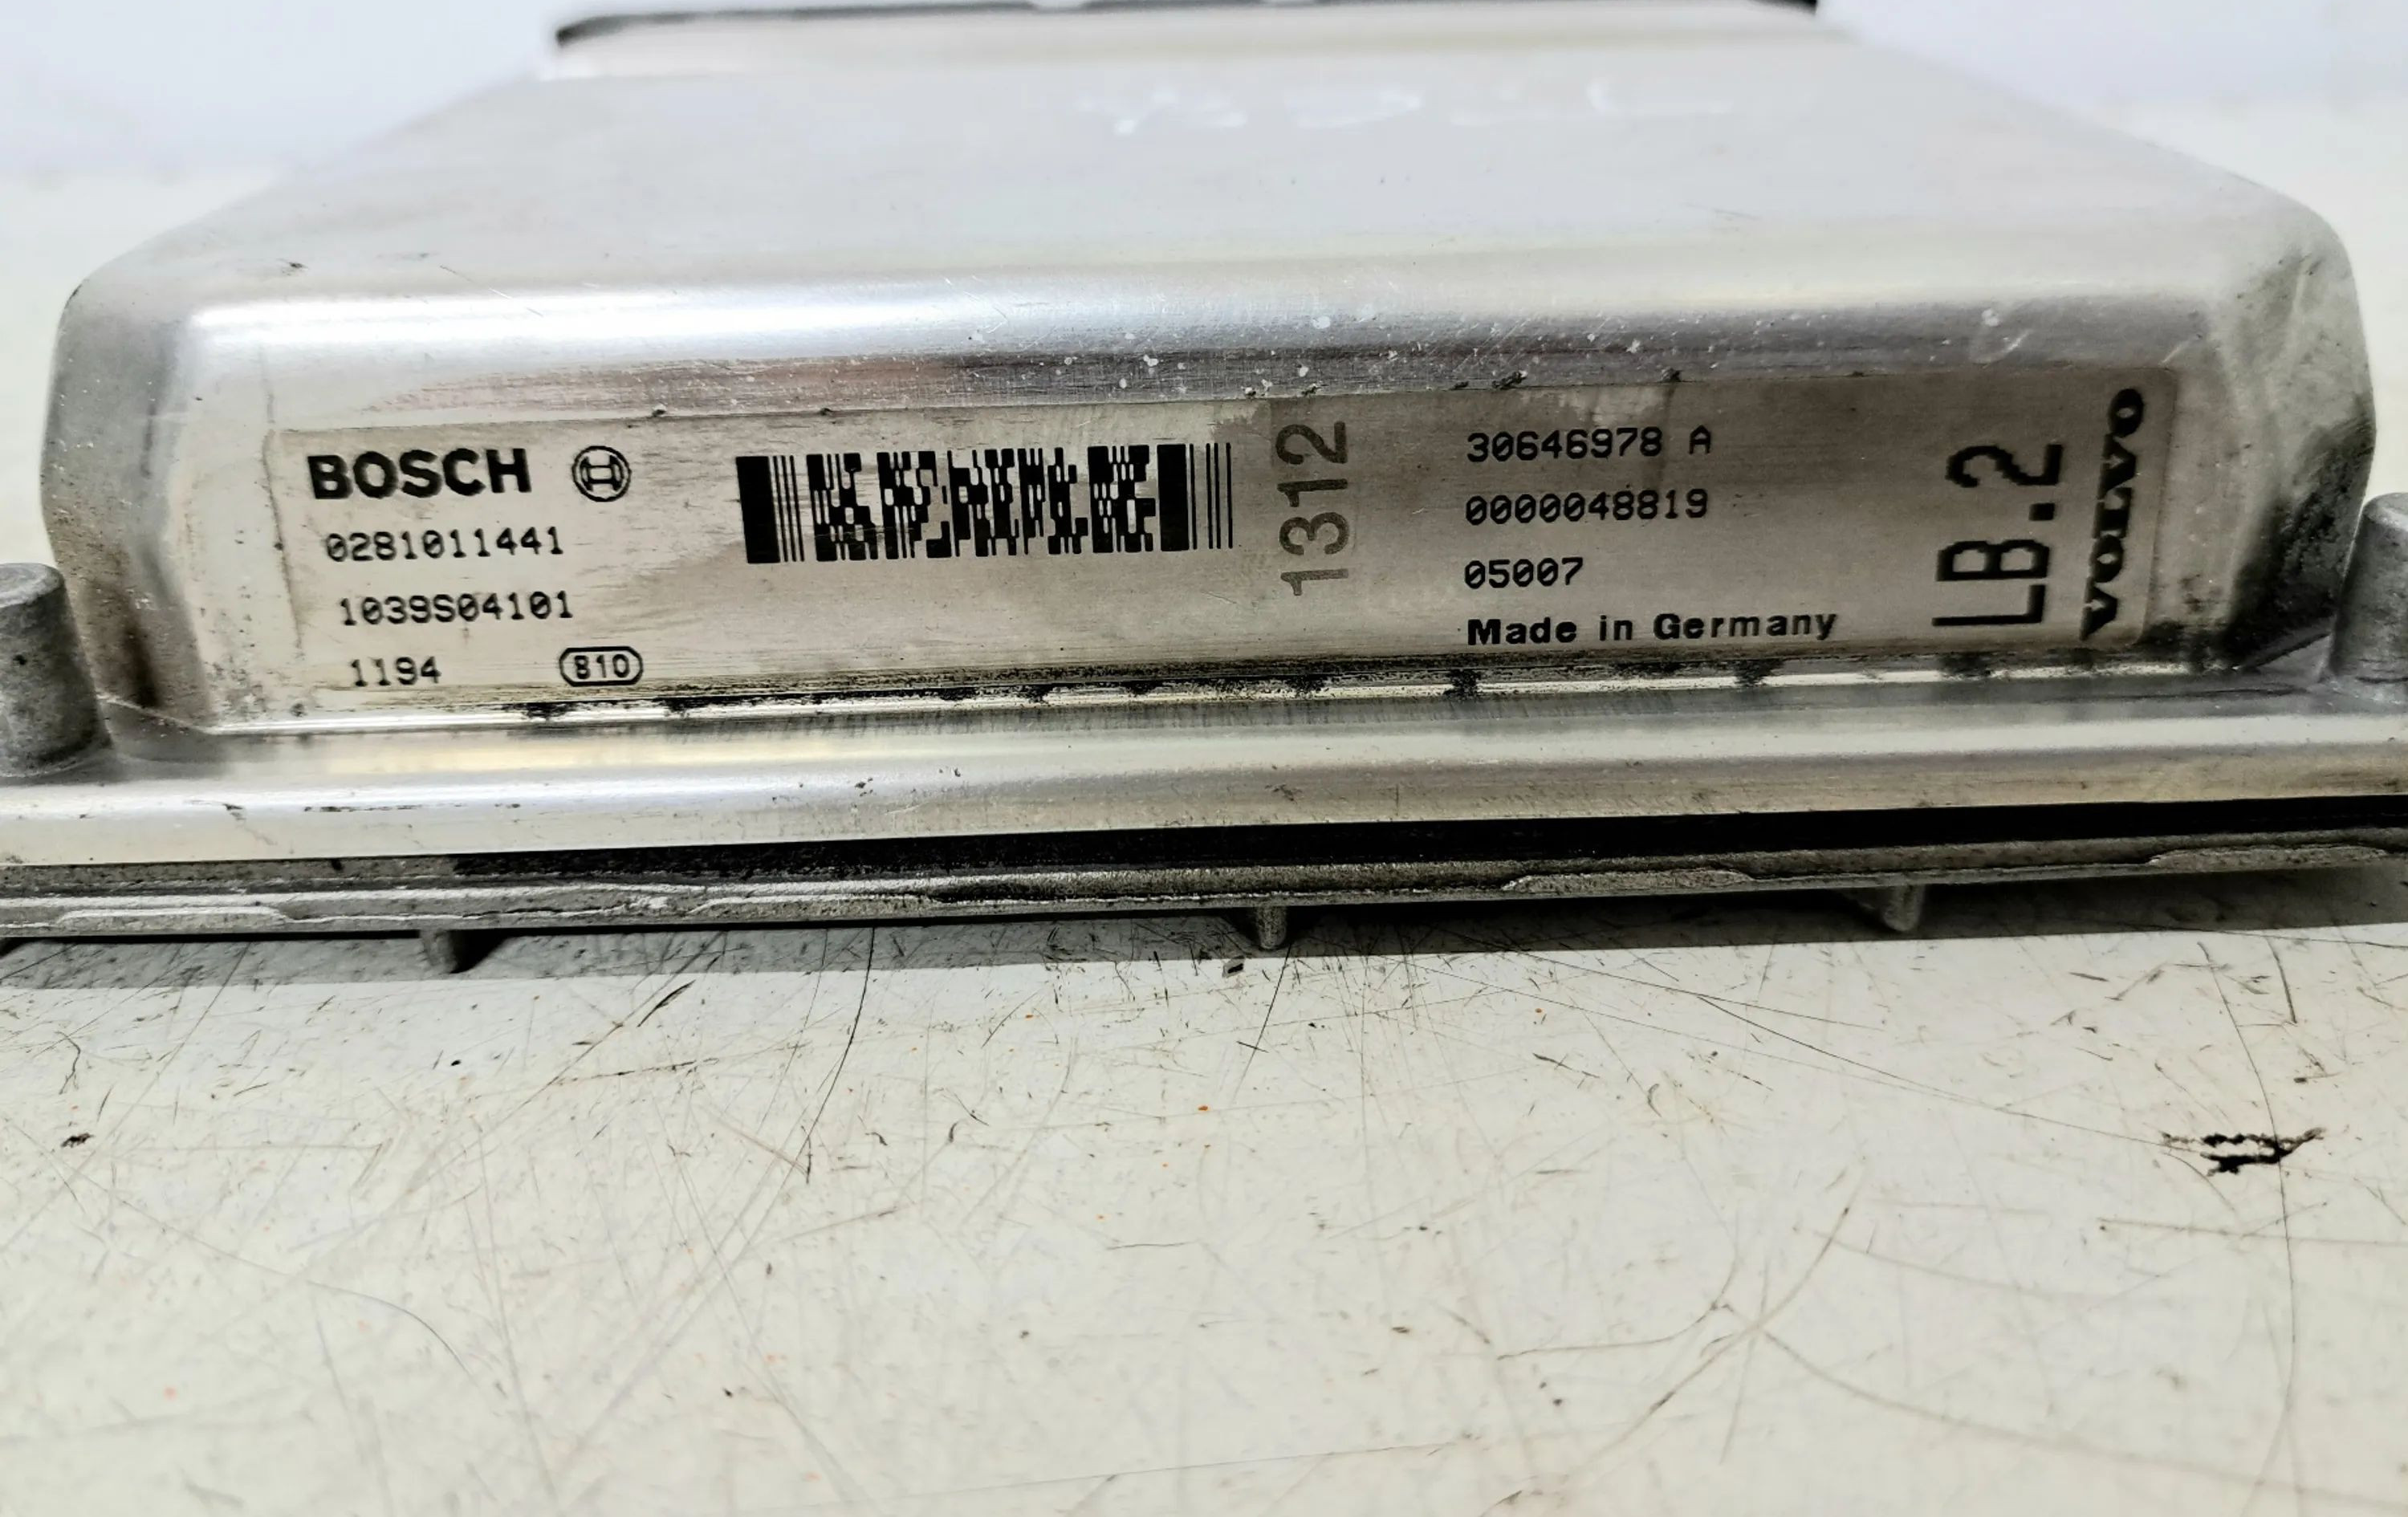 BOSCH
0281011441
1039S04101
1194 810
1312
30646978 A
0000048819
05007
Made in Germany
LB.2
VOLVO